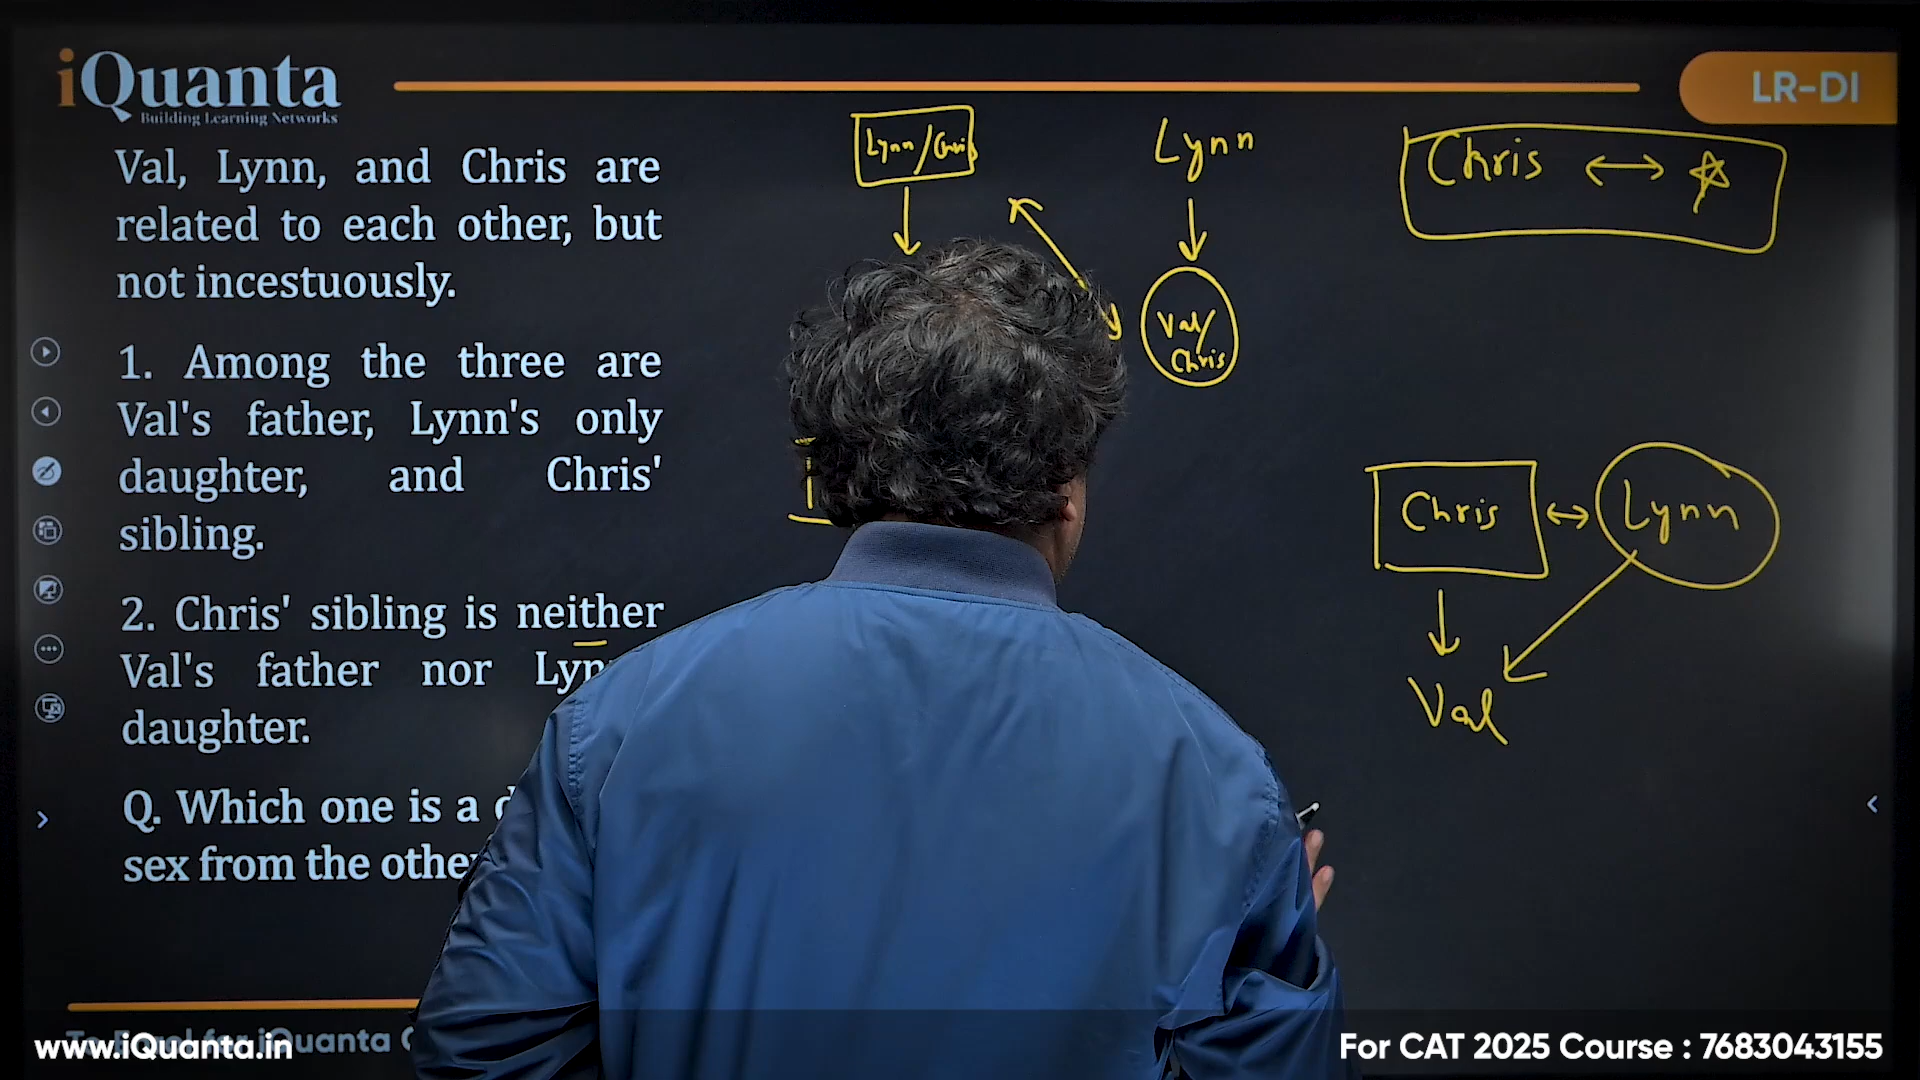 iQuanta
Building Learning Networks
LR-DI
Val, Lynn, and Chris are
related to each other, but
not incestuously.
1. Among the three are
Val's father, Lynn's only
daughter, and Chris'
sibling.
2. Chris' sibling is neither
Val's father nor
daughter.
Q. Which one is a
sex from the
Lynn/Chris
Lynn
Val/
Chris
Chris
Chris
Lynn
Val
www.iQuanta.in
For CAT 2025 Course : 7683043155